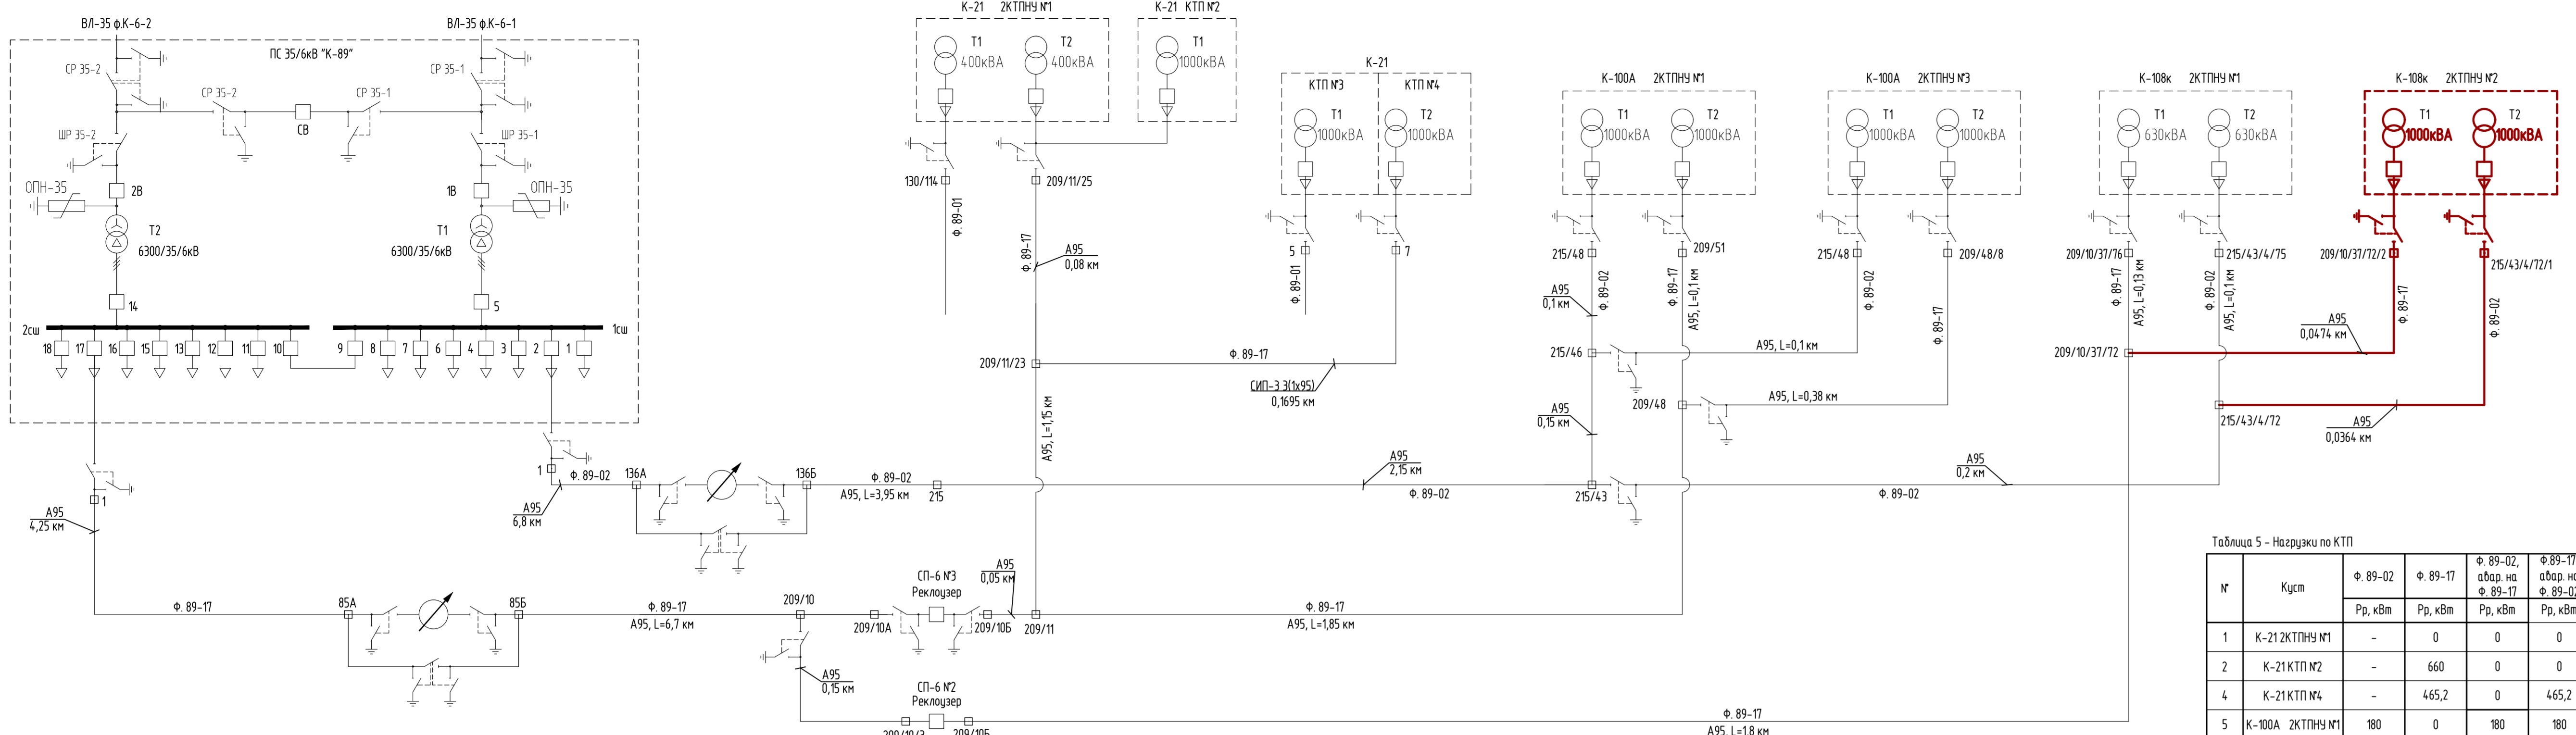 ВЛ-35 ф.К-6-2
ВЛ-35 ф.К-6-1
ПС 35/6кВ "К-89"
СР 35-2
СР 35-1
СР 35-2
СР 35-1
СВ
ШР 35-2
ШР 35-1
ОПН-35
2В
1В
ОПН-35
Т2
6300/35/6кВ
Т1
6300/35/6кВ
14
5
2сш
1сш
18
17
16
15
13
12
11
10
9
8
7
6
4
3
2
1
1
А95
4,25 км
1
Ф. 89-02
А95
6,8 км
136А
136Б
Ф. 89-02
А95, L=3,95 км
215
А95
2,15 км
Ф. 89-02
215/43
Ф. 89-02
А95
0,2 км
Ф. 89-17
85А
85Б
Ф. 89-17
А95, L=6,7 км
209/10
СП-6 №3
Реклоузер
209/10А
209/10Б
А95
0,05 км
209/11
Ф. 89-17
А95, L=1,85 км
А95
0,15 км
СП-6 №2
Реклоузер
209/10Б
Ф. 89-17
А95, L=1,8 км
К-21 2КТПНУ №1
Т1
400кВА
Т2
400кВА
К-21 КТП №2
Т1
1000кВА
130/114
Ф. 89-01
209/11/25
Ф. 89-17
А95
0,08 км
209/11/23
Ф. 89-17
СИП-3 3(1х95)
0,1695 км
А95, L=1,15 км
К-21
КТП №3
КТП №4
Т1
1000кВА
Т2
1000кВА
5
Ф. 89-01
7
К-100А 2КТПНУ №1
Т1
1000кВА
Т2
1000кВА
215/48
Ф. 89-02
209/51
Ф. 89-17
А95, L=0,1 км
А95
0,1 км
215/46
А95, L=0,1 км
209/48
А95, L=0,38 км
А95
0,15 км
К-100А 2КТПНУ №3
Т1
1000кВА
Т2
1000кВА
215/48
Ф. 89-02
209/48/8
Ф. 89-17
К-108к 2КТПНУ №1
Т1
630кВА
Т2
630кВА
209/10/37/76
Ф. 89-17
А95, L=0,13 км
215/43/4/75
Ф. 89-02
А95, L=0,1 км
209/10/37/72
215/43/4/72
К-108к 2КТПНУ №2
Т1
1000кВА
Т2
1000кВА
209/10/37/72/2
Ф. 89-17
215/43/4/72/1
Ф. 89-02
А95
0,0474 км
А95
0,0364 км
Таблица 5 – Нагрузки по КТП
№ Куст Ф. 89-02 Ф. 89-17 Ф. 89-02, авар. на Ф. 89-17 Ф.89-17 авар. на Ф. 89-02
Рр, кВт Рр, кВт Рр, кВт Рр, кВт
1 К-21 2КТПНУ №1 - 0 0 0
2 К-21 КТП №2 - 660 0 0
4 К-21 КТП №4 - 465,2 0 465,2
5 К-100А 2КТПНУ №1 180 0 180 180